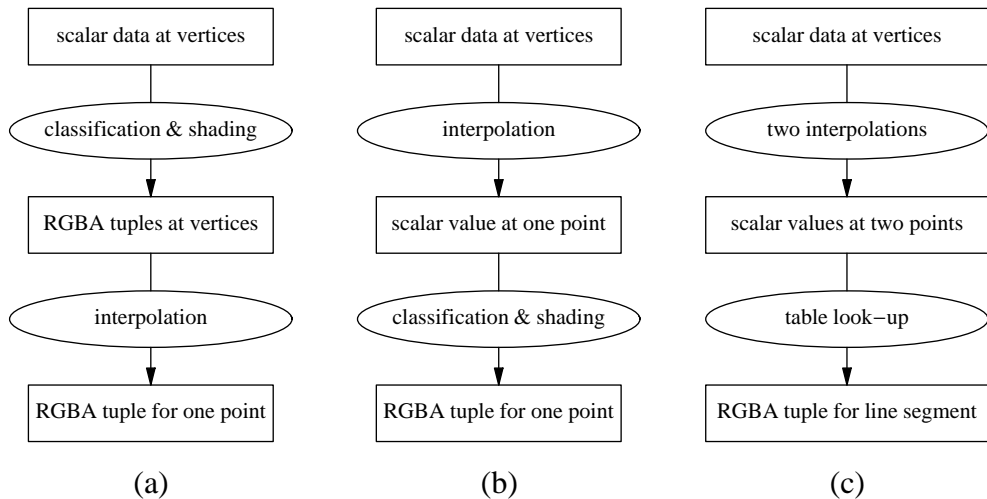 scalar data at vertices
classification & shading
RGBA tuples at vertices
interpolation
RGBA tuple for one point
(a)
scalar data at vertices
interpolation
scalar value at one point
classification & shading
RGBA tuple for one point
(b)
scalar data at vertices
two interpolations
scalar values at two points
table look−up
RGBA tuple for line segment
(c)